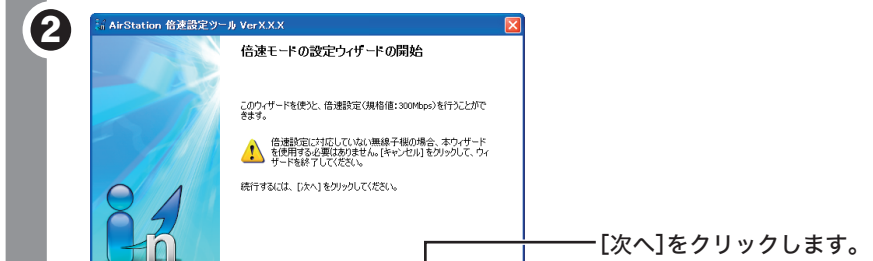 2
AirStation 倍速設定ツール VerX.X.X
倍速モードの設定ウィザードの開始
このウィザードを使うと、倍速設定(規格値:300Mbps)を行うことがで
きます。
倍速設定に対応していない無線子機の場合、本ウィザード
を使用する必要はありません。[キャンセル]をクリックして、ウィ
ザードを終了してください。
続行するには、[次へ]をクリックしてください。
n
[次へ]をクリックします。